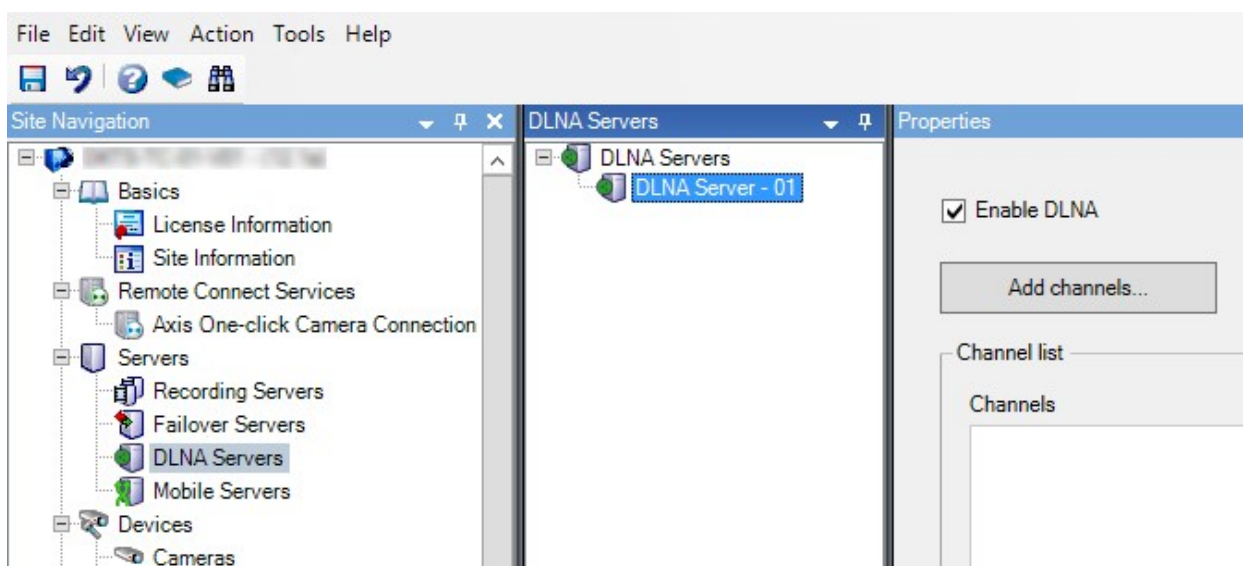 File Edit View Action Tools Help
Site Navigation
Basics
License Information
Site Information
Remote Connect Services
Axis One-click Camera Connection
Servers
Recording Servers
Failover Servers
DLNA Servers
Mobile Servers
Devices
Cameras
DLNA Servers
DLNA Servers
DLNA Server - 01
Properties
Enable DLNA
Add channels...
Channel list
Channels